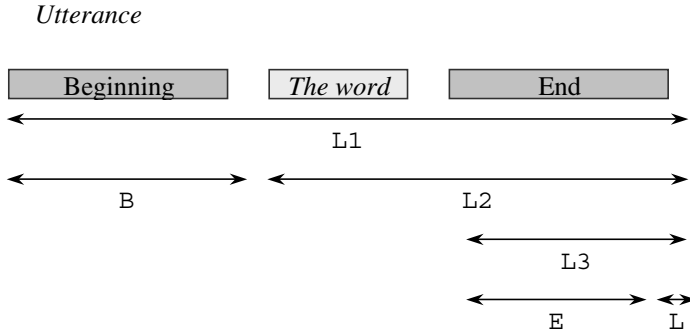 Utterance
Beginning The word End
L1
B L2
L3
E L